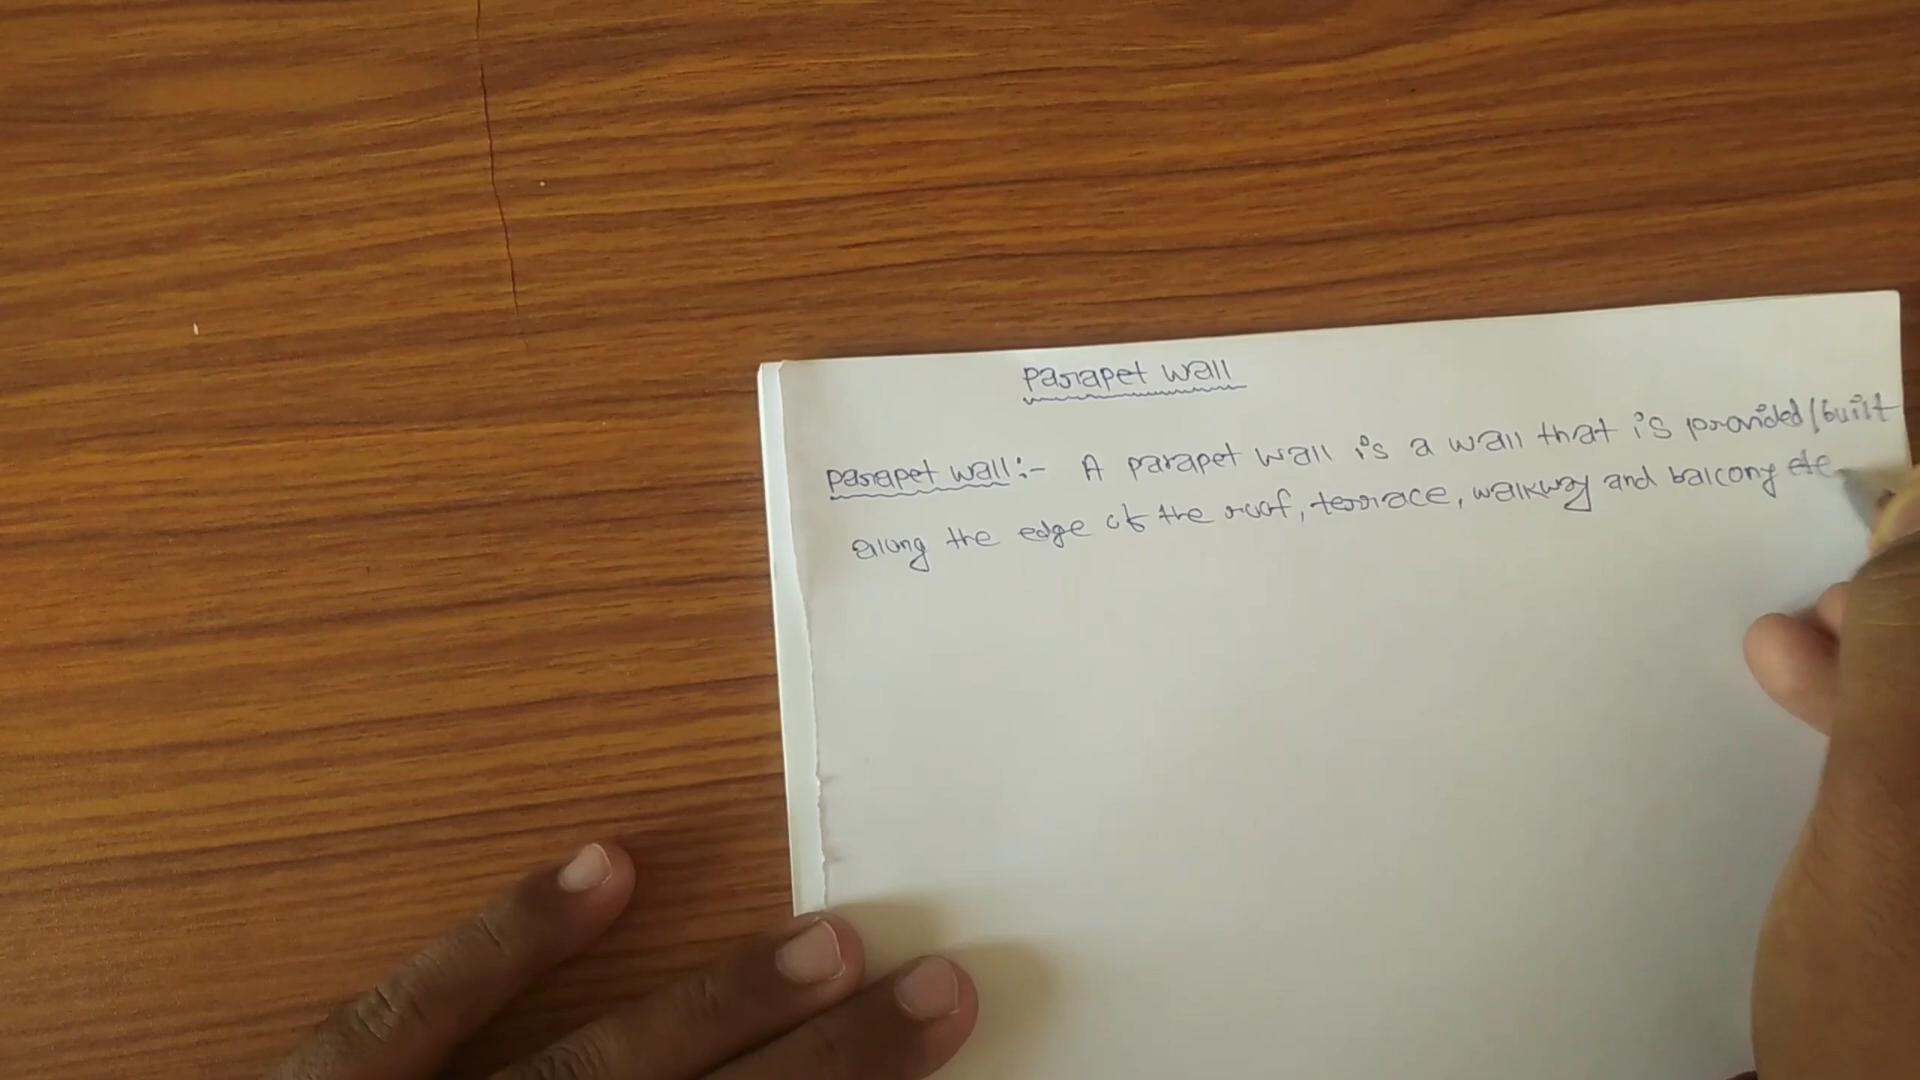 Parapet wall
Parapet wall:- A parapet wall is a wall that is provided/built
along the edge of the roof, terrace, walkway and balcony etc